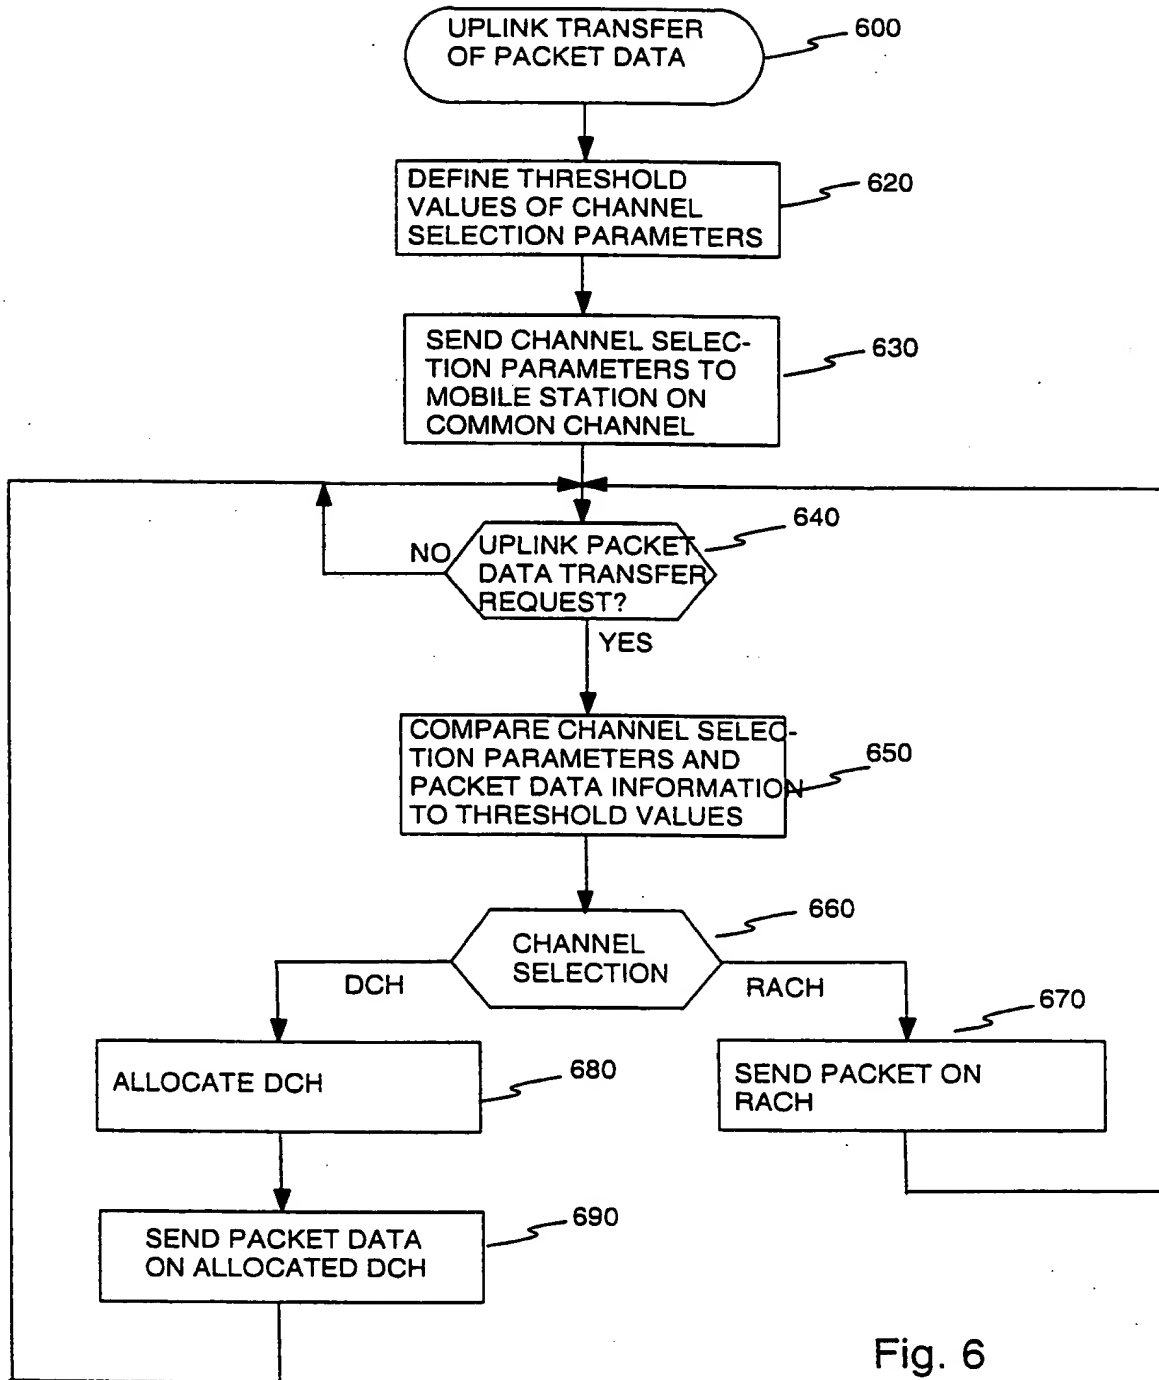 UPLINK TRANSFER
OF PACKET DATA
600
DEFINE THRESHOLD
VALUES OF CHANNEL
SELECTION PARAMETERS
620
SEND CHANNEL SELEC-
TION PARAMETERS TO
MOBILE STATION ON
COMMON CHANNEL
630
640
NO
UPLINK PACKET
DATA TRANSFER
REQUEST?
YES
COMPARE CHANNEL SELEC-
TION PARAMETERS AND
PACKET DATA INFORMATION
TO THRESHOLD VALUES
650
660
CHANNEL
SELECTION
DCH
RACH
670
ALLOCATE DCH
680
SEND PACKET ON
RACH
SEND PACKET DATA
ON ALLOCATED DCH
690
Fig. 6